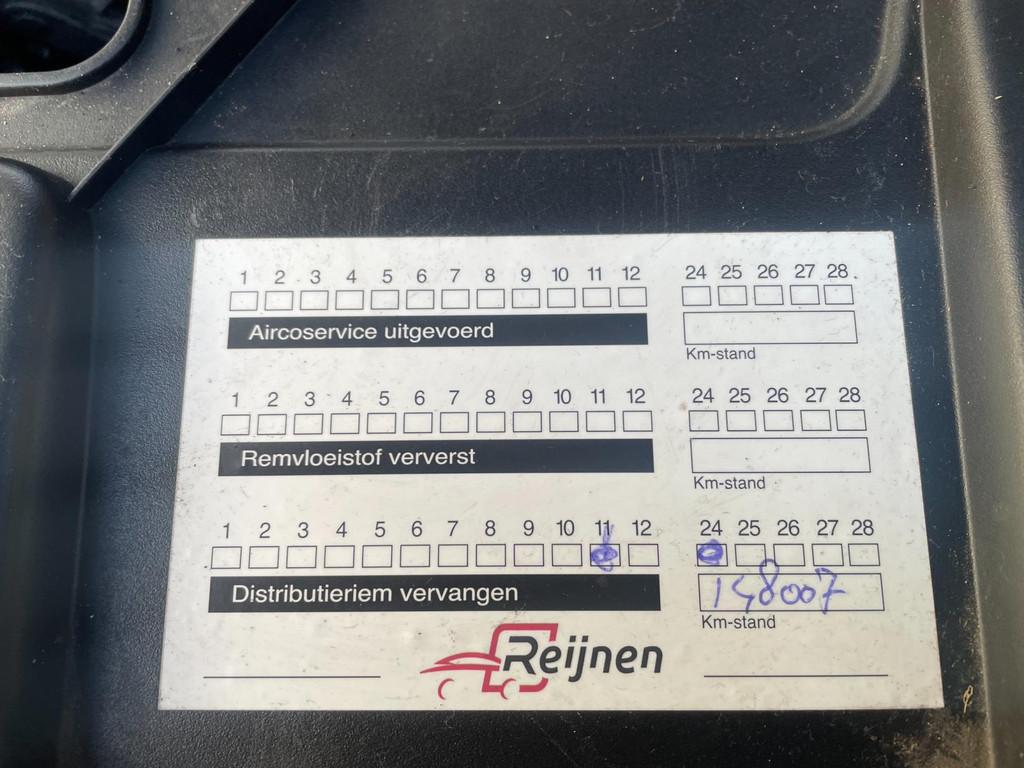 1 2 3 4 5 6 7 8 9 10 11 12 24 25 26 27 28
Aircoservice uitgevoerd
Km-stand
1 2 3 4 5 6 7 8 9 10 11 12 24 25 26 27 28
Remvloeistof ververst
Km-stand
1 2 3 4 5 6 7 8 9 10 11 12 24 25 26 27 28
Distributieriem vervangen 148007
Km-stand
Reijnen